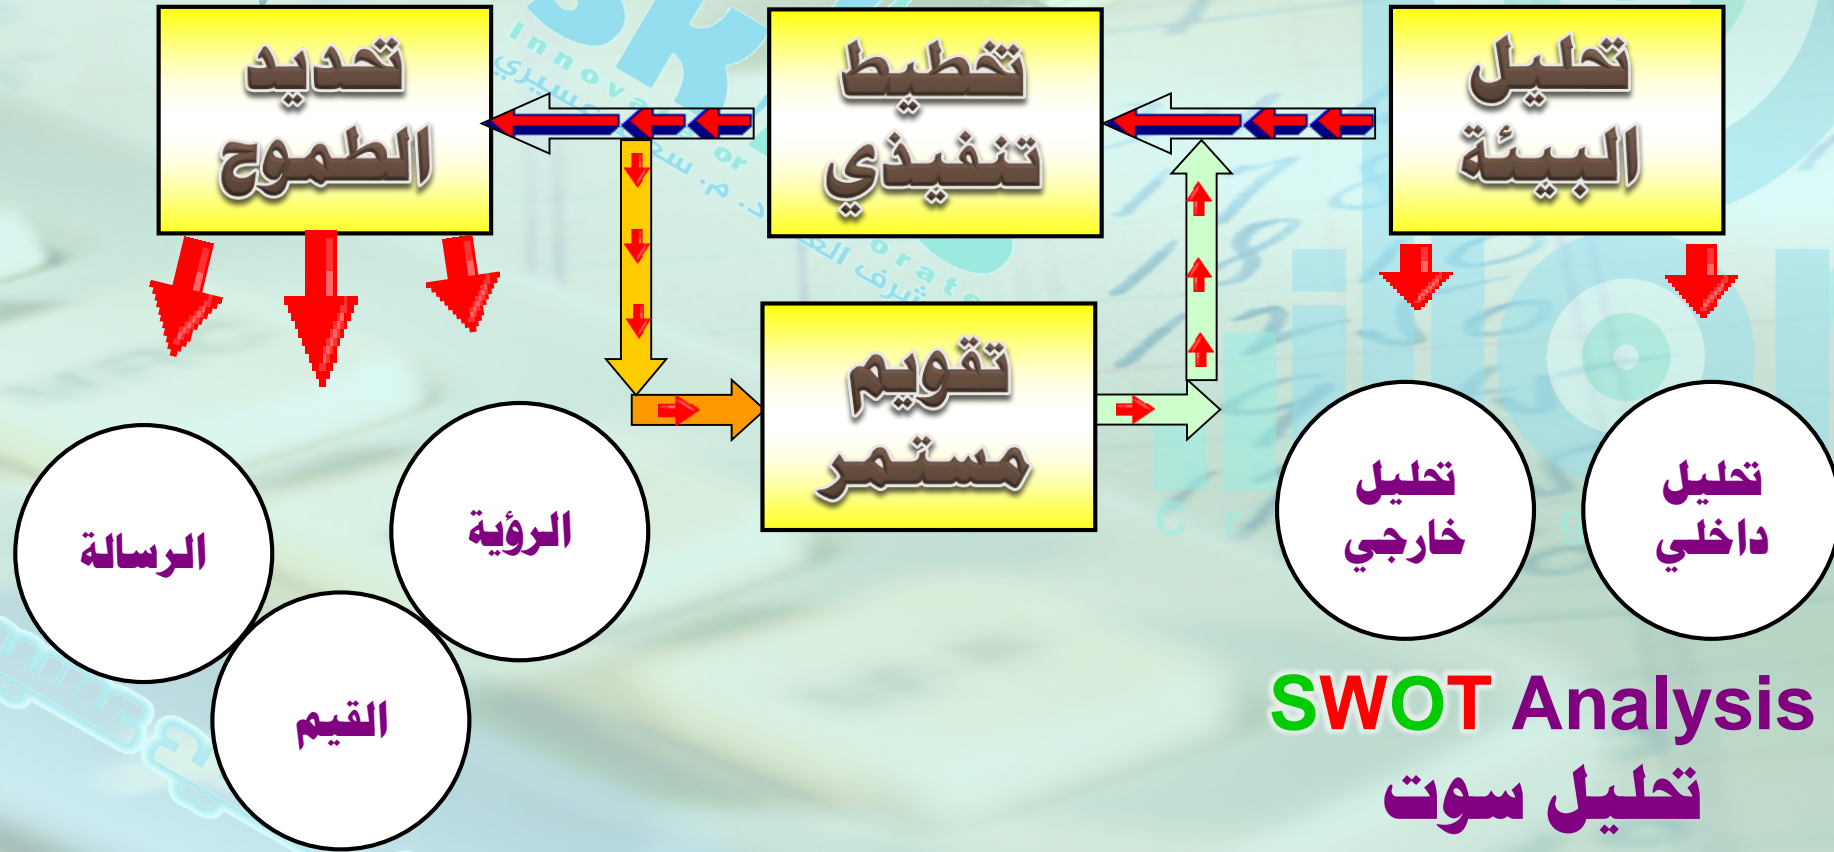 تحليل
البيئة
تخطيط
تنفيذي
تحديد
الطموح
تقويم
مستمر
تحليل
داخلي
تحليل
خارجي
الرؤية
الرسالة
القيم
SWOT Analysis
تحليل سوت